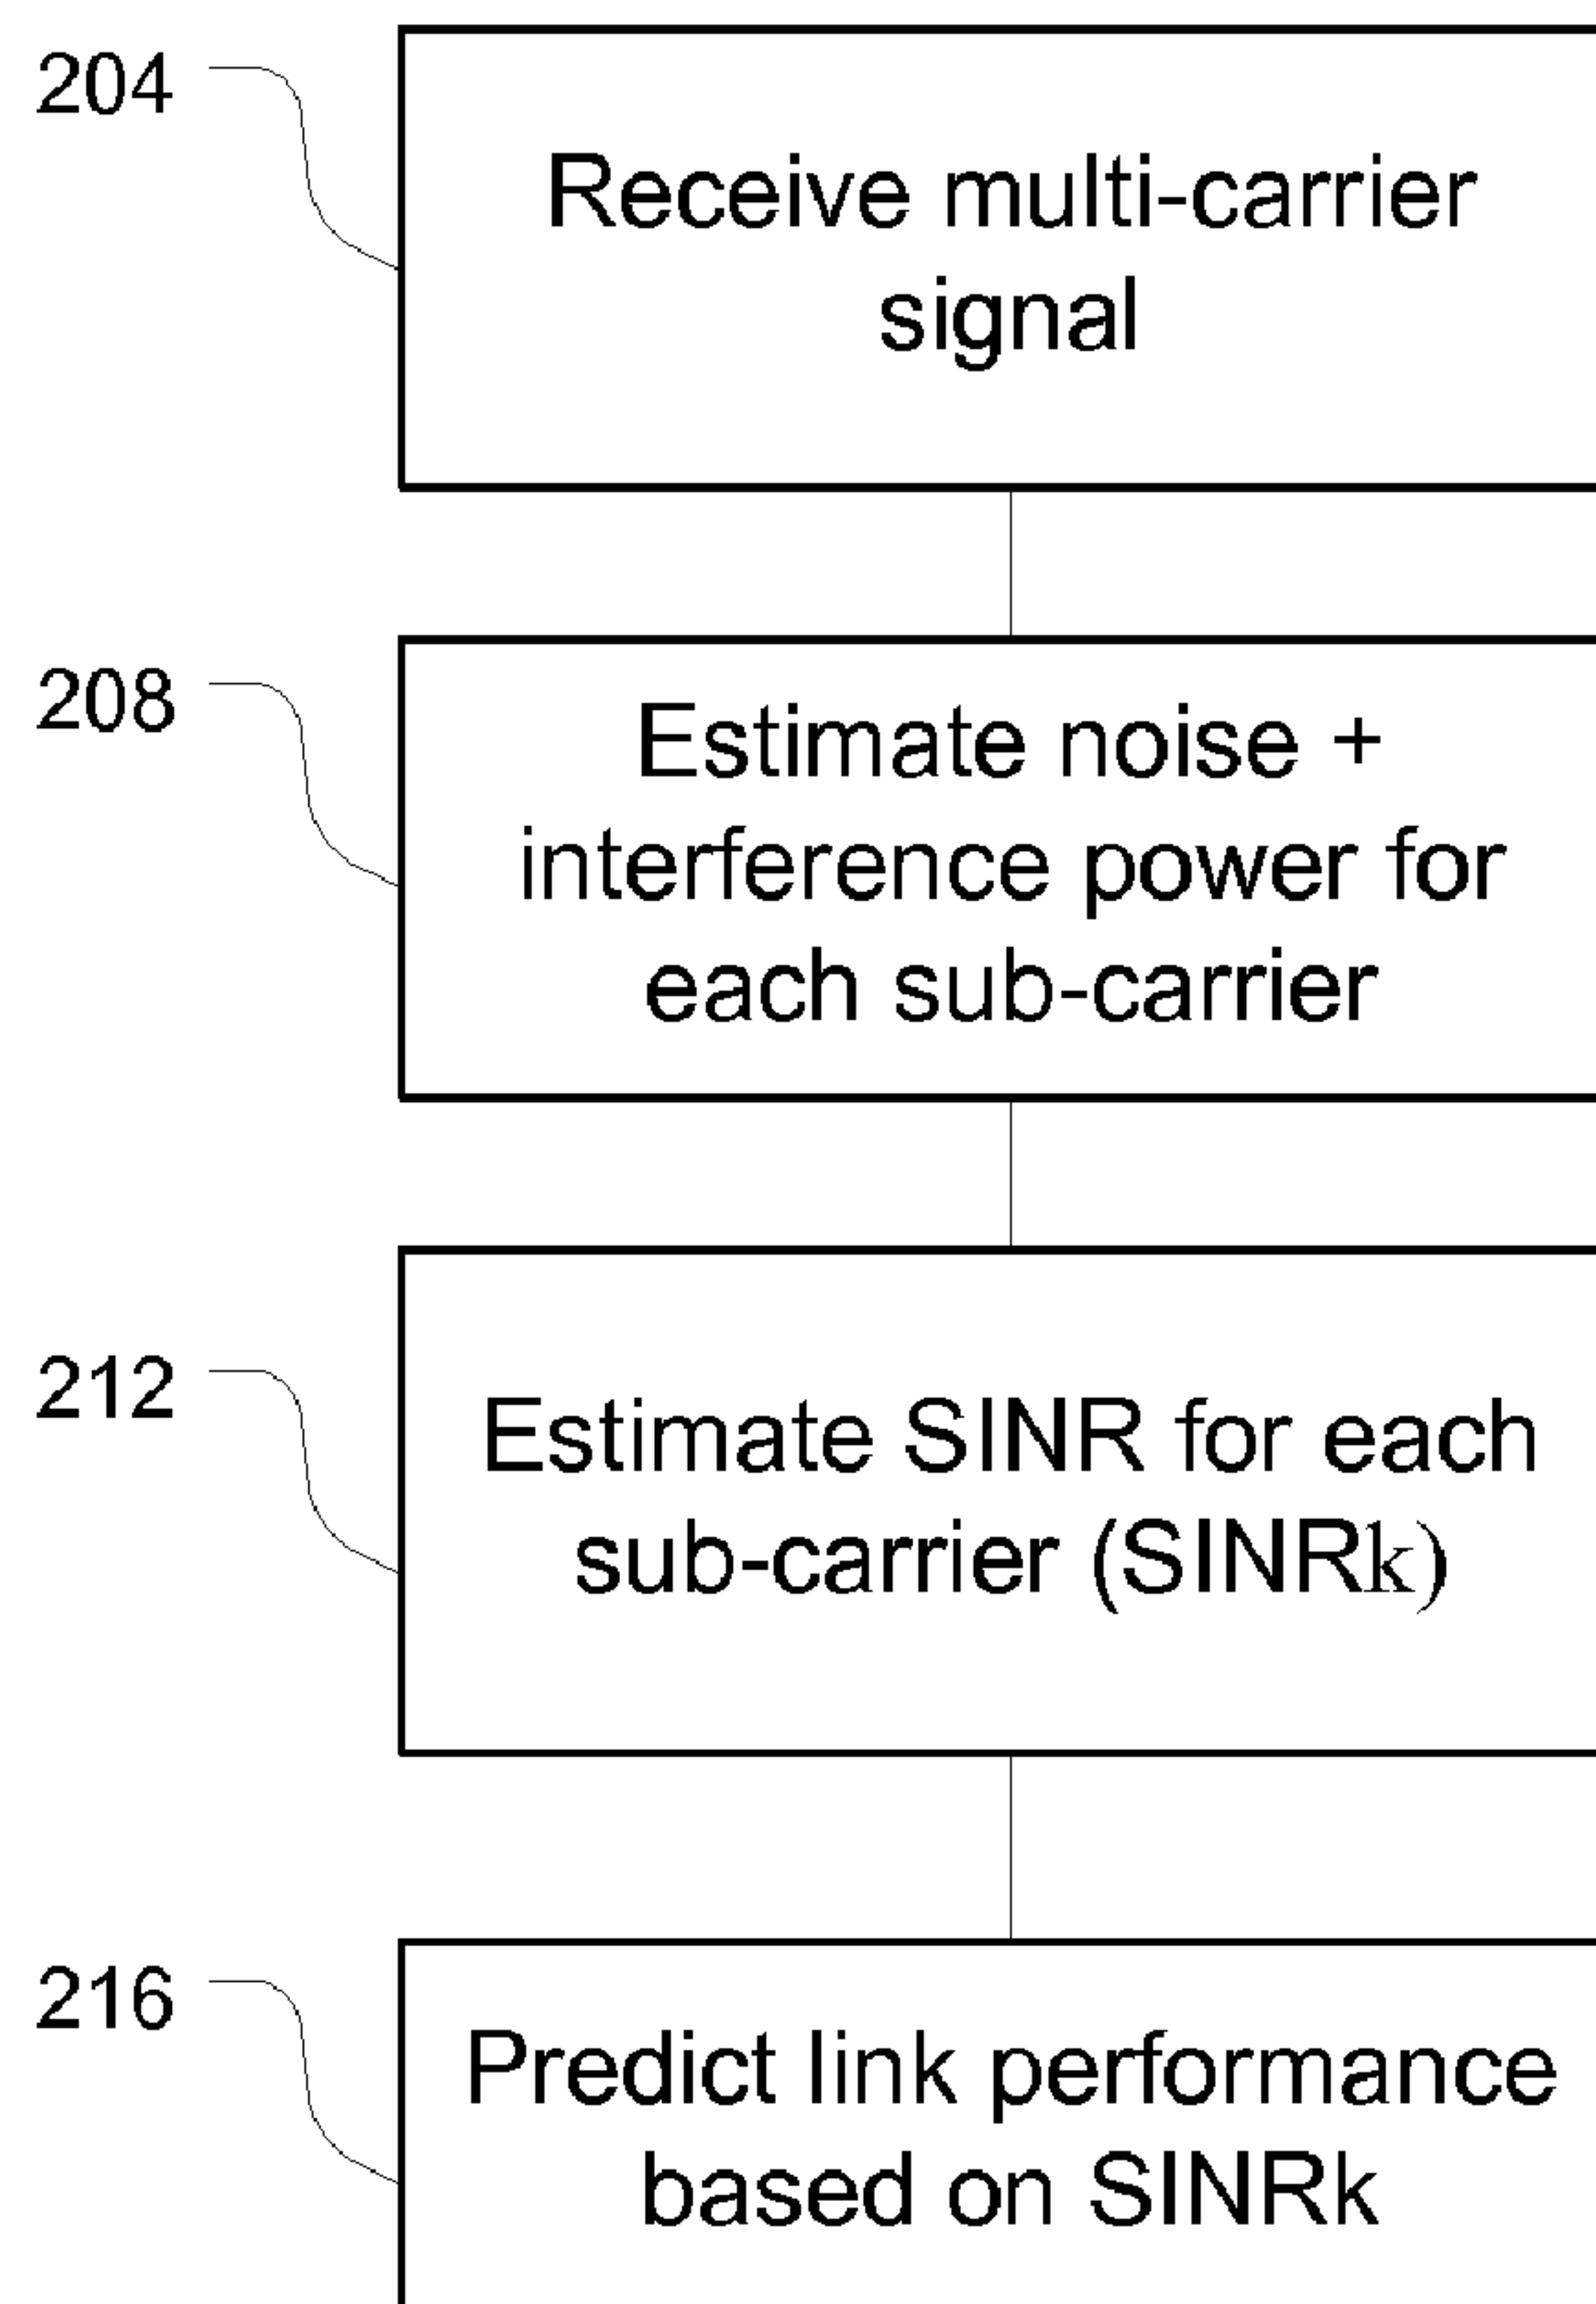 204
Receive multi-carrier
signal
208
Estimate noise +
interference power for
each sub-carrier
212
Estimate SINR for each
sub-carrier (SINRk)
216
Predict link performance
based on SINRk